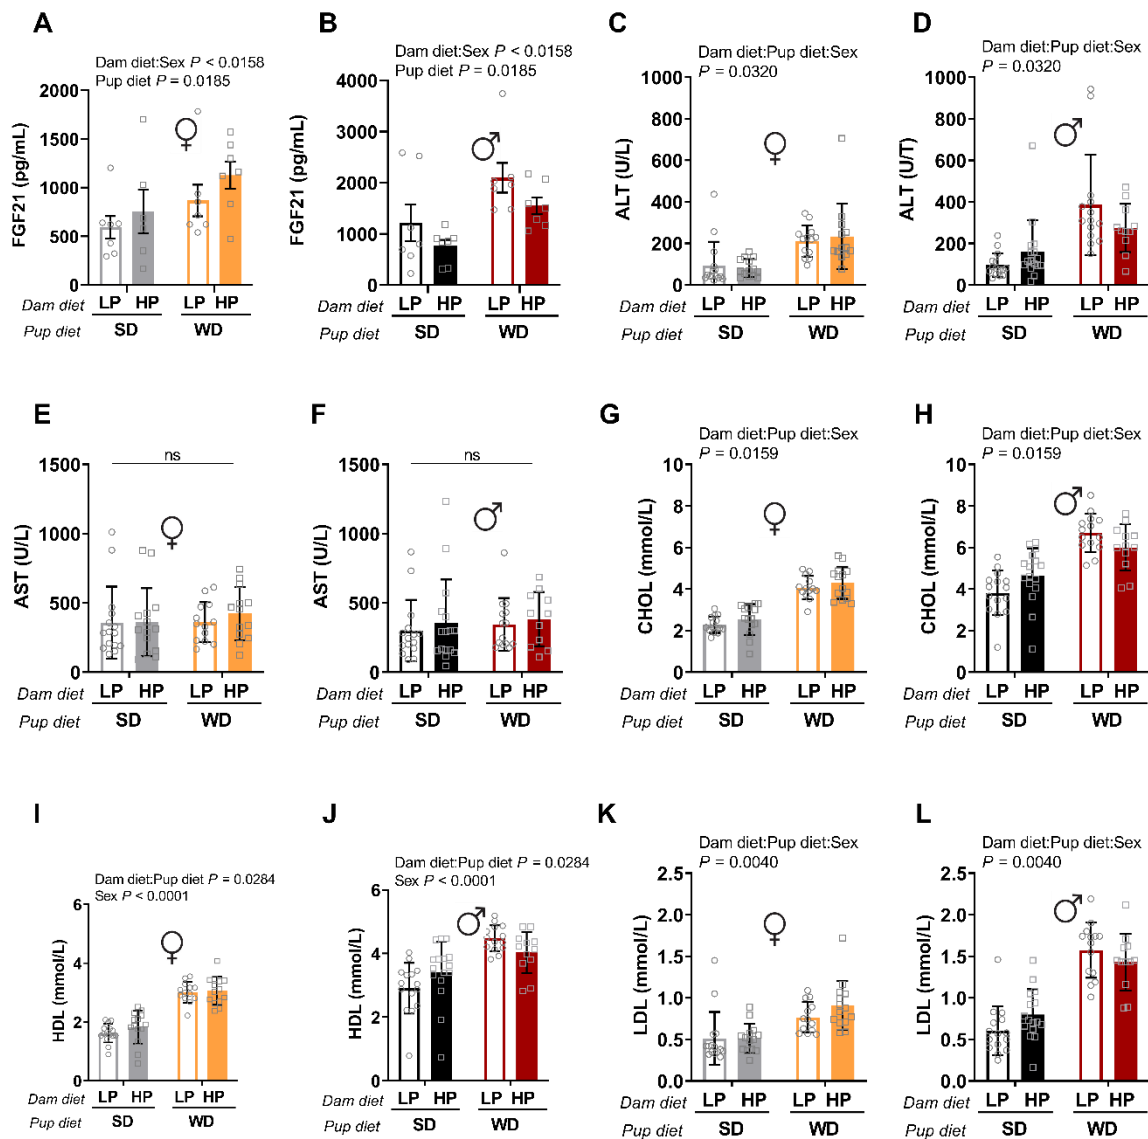 A
Dam diet:Sex P < 0.0158
Pup diet P = 0.0185
FGF21 (pg/mL)
2000
1500
1000
500
0
Dam diet LP HP LP HP
Pup diet SD WD
B
Dam diet:Sex P < 0.0158
Pup diet P = 0.0185
FGF21 (pg/mL)
4000
3000
2000
1000
0
Dam diet LP HP LP HP
Pup diet SD WD
C
Dam diet:Pup diet:Sex
P = 0.0320
ALT (U/L)
1000
800
600
400
200
0
Dam diet LP HP LP HP
Pup diet SD WD
D
Dam diet:Pup diet:Sex
P = 0.0320
ALT (U/T)
1000
800
600
400
200
0
Dam diet LP HP LP HP
Pup diet SD WD
E
ns
AST (U/L)
1500
1000
500
0
Dam diet LP HP LP HP
Pup diet SD WD
F
ns
AST (U/L)
1500
1000
500
0
Dam diet LP HP LP HP
Pup diet SD WD
G
Dam diet:Pup diet:Sex
P = 0.0159
CHOL (mmol/L)
10
8
6
4
2
0
Dam diet LP HP LP HP
Pup diet SD WD
H
Dam diet:Pup diet:Sex
P = 0.0159
CHOL (mmol/L)
10
8
6
4
2
0
Dam diet LP HP LP HP
Pup diet SD WD
I
Dam diet:Pup diet P = 0.0284
Sex P < 0.0001
HDL (mmol/L)
6
4
2
0
Dam diet LP HP LP HP
Pup diet SD WD
J
Dam diet:Pup diet P = 0.0284
Sex P < 0.0001
HDL (mmol/L)
6
4
2
0
Dam diet LP HP LP HP
Pup diet SD WD
K
Dam diet:Pup diet:Sex
P = 0.0040
LDL (mmol/L)
2.5
2.0
1.5
1.0
0.5
0.0
Dam diet LP HP LP HP
Pup diet SD WD
L
Dam diet:Pup diet:Sex
P = 0.0040
LDL (mmol/L)
2.5
2.0
1.5
1.0
0.5
0.0
Dam diet LP HP LP HP
Pup diet SD WD